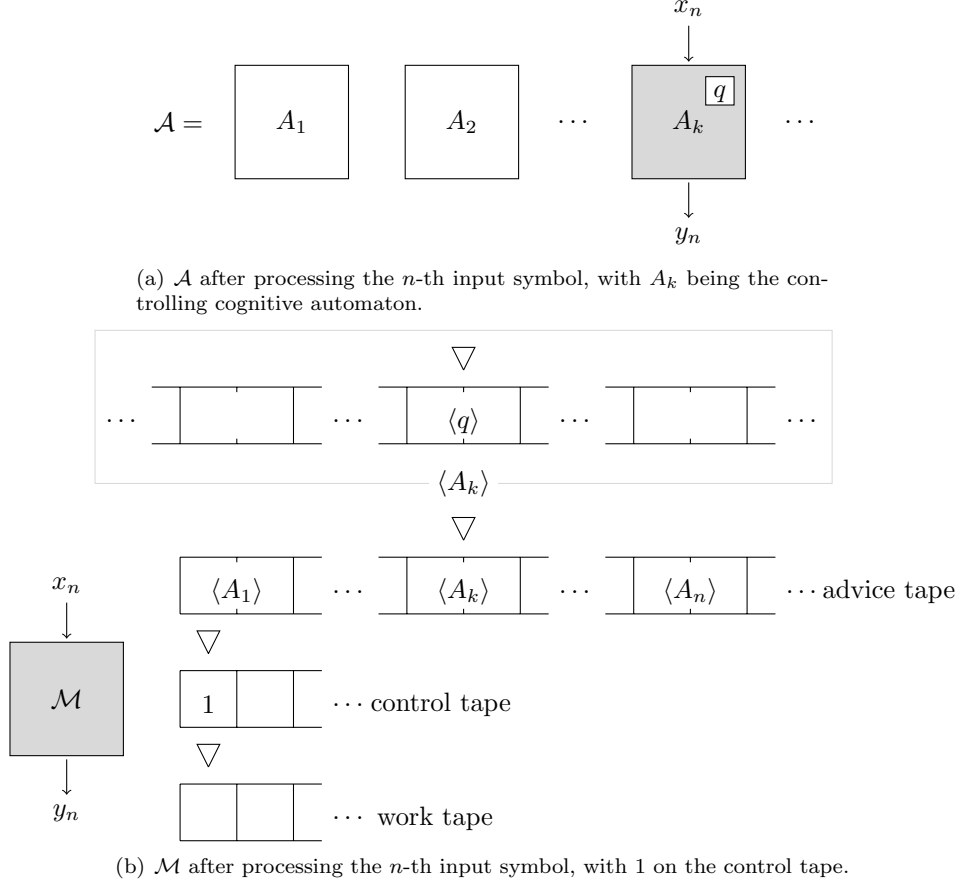 x_n
𝒜 = A_1 A_2 ⋯ A_k q ⋯
y_n
(a) 𝒜 after processing the n-th input symbol, with A_k being the con-
trolling cognitive automaton.
⋯ ⋯ ⟨q⟩ ⋯ ⋯
⟨A_k⟩
⟨A_1⟩ ⋯ ⟨A_k⟩ ⋯ ⟨A_n⟩ ⋯ advice tape
x_n
ℳ
y_n
1 ⋯ control tape
⋯ work tape
(b) ℳ after processing the n-th input symbol, with 1 on the control tape.